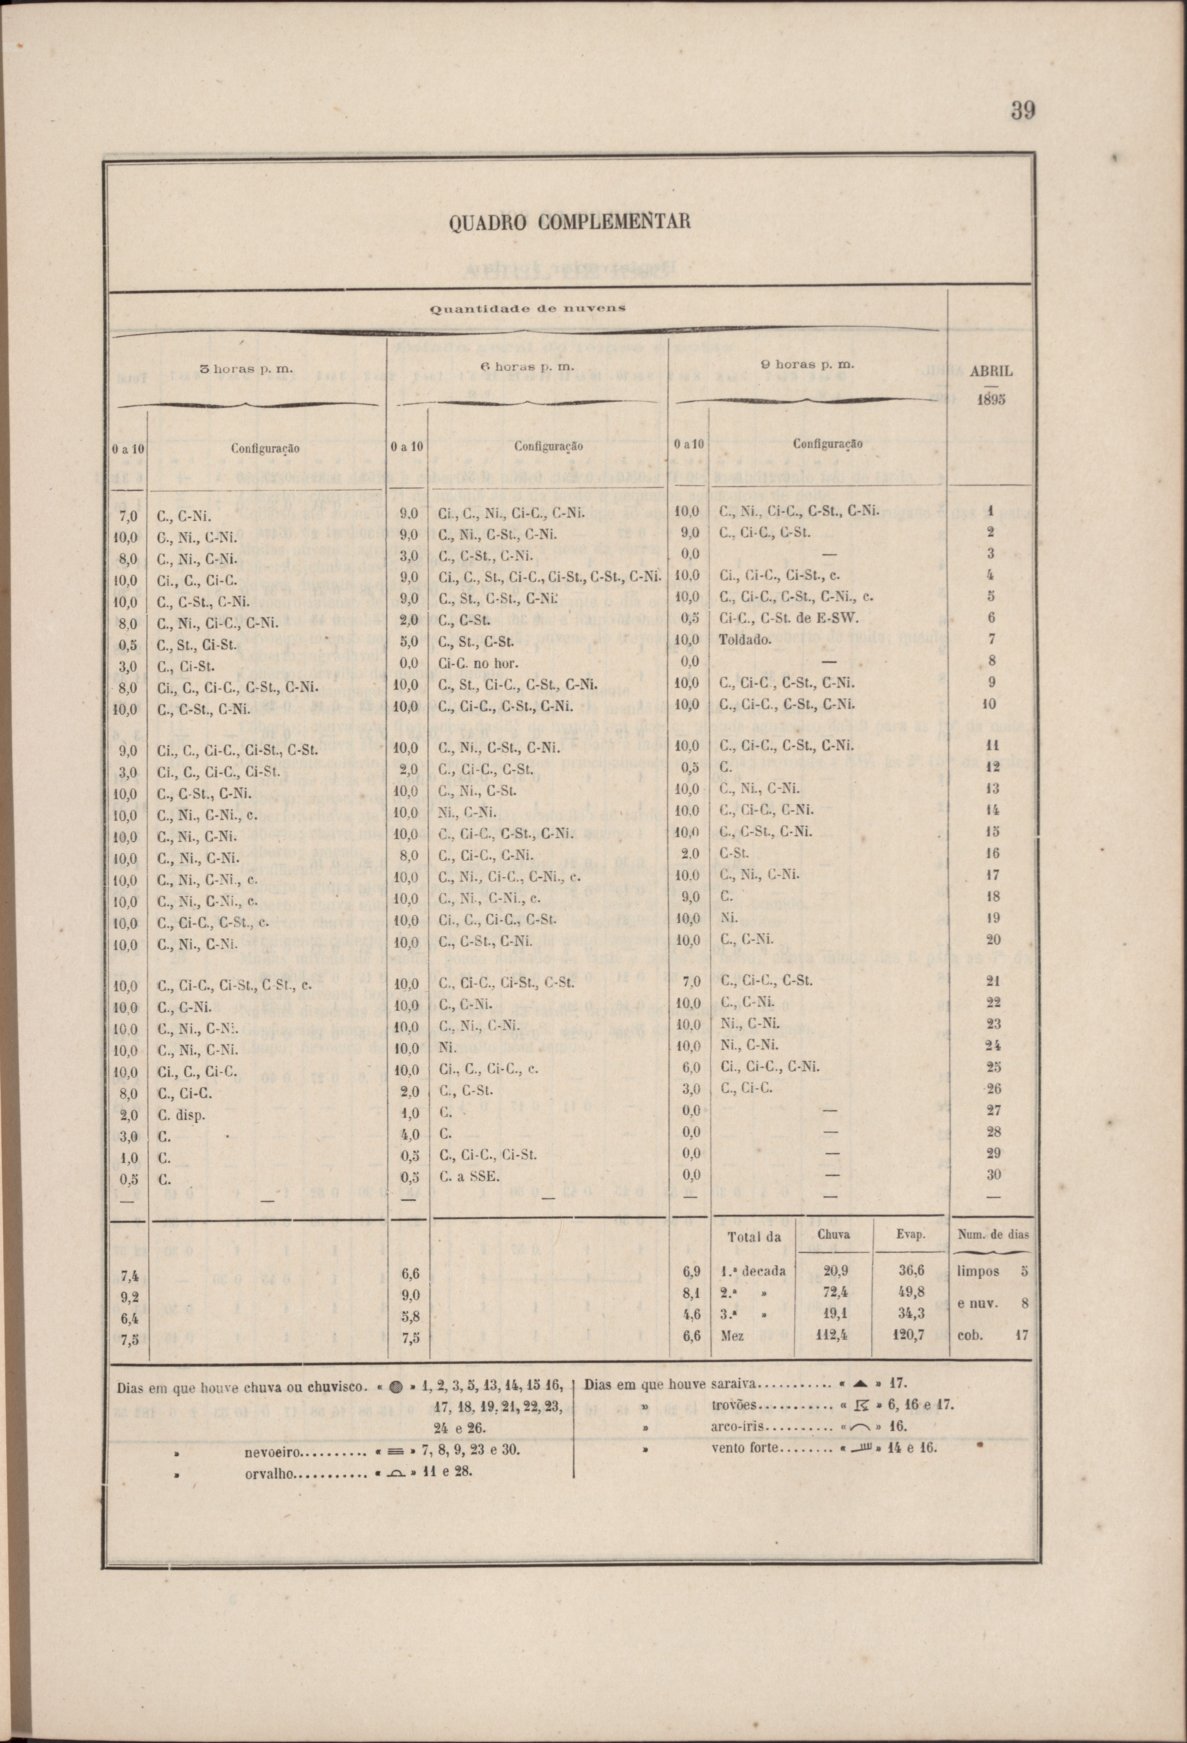 39
QUADRO COMPLEMENTAR
Quantidade de nuvens
3 horas p. m. 6 horas p. m. 9 horas p. m. ABRIL — 1895
0 a 10 Configuração 0 a 10 Configuração 0 a 10 Configuração
7,0 C., C-Ni. 9,0 Ci., C., Ni., Ci-C., C-Ni. 10,0 C., Ni., Ci-C., C-St., C-Ni. 1
10,0 C., Ni., C-Ni. 9,0 C., Ni., C-St., C-Ni. 9,0 C., Ci-C., C-St. 2
8,0 C., Ni., C-Ni. 3,0 C., C-St., C-Ni. 0,0 — 3
10,0 Ci., C., Ci-C. 9,0 Ci., C., St., Ci-C., Ci-St., C-St., C-Ni. 10,0 Ci., Ci-C., Ci-St., c. 4
10,0 C., C-St., C-Ni. 9,0 C., St., C-St., C-Ni. 10,0 C., Ci-C., C-St., C-Ni., c. 5
8,0 C., Ni., Ci-C., C-Ni. 2,0 C., C-St. 0,5 Ci-C., C-St. de E-SW. 6
0,5 C., St., Ci-St. 5,0 C., St., C-St. 10,0 Toldado. 7
3,0 C., Ci-St. 0,0 Ci-C. no hor. 0,0 — 8
8,0 Ci., C., Ci-C., C-St., C-Ni. 10,0 C., St., Ci-C., C-St., C-Ni. 10,0 C., Ci-C., C-St., C-Ni. 9
10,0 C., C-St., C-Ni. 10,0 C., Ci-C., C-St., C-Ni. 10,0 C., Ci-C., C-St., C-Ni. 10
9,0 Ci., C., Ci-C., Ci-St., C-St. 10,0 C., Ni., C-St., C-Ni. 10,0 C., Ci-C., C-St., C-Ni. 11
3,0 Ci., C., Ci-C., Ci-St. 2,0 C., Ci-C., C-St. 0,5 C. 12
10,0 C., C-St., C-Ni. 10,0 C., Ni., C-St. 10,0 C., Ni., C-Ni. 13
10,0 C., Ni., C-Ni., c. 10,0 Ni., C-Ni. 10,0 C., Ci-C., C-Ni. 14
10,0 C., Ni., C-Ni. 10,0 C., Ci-C., C-St., C-Ni. 10,0 C., C-St., C-Ni. 15
10,0 C., Ni., C-Ni. 8,0 C., Ci-C., C-Ni. 2,0 C-St. 16
10,0 C., Ni., C-Ni., c. 10,0 C., Ni., Ci-C., C-Ni., c. 10,0 C., Ni., C-Ni. 17
10,0 C., Ni., C-Ni., c. 10,0 C., Ni., C-Ni., c. 9,0 C. 18
10,0 C., Ci-C., C-St., c. 10,0 Ci., C., Ci-C., C-St. 10,0 Ni. 19
10,0 C., Ni., C-Ni. 10,0 C., C-St., C-Ni. 10,0 C., C-Ni. 20
10,0 C., Ci-C., Ci-St., C St., c. 10,0 C., Ci-C., Ci-St., C-St. 7,0 C., Ci-C., C-St. 21
10,0 C., C-Ni. 10,0 C., C-Ni. 10,0 C., C-Ni. 22
10,0 C., Ni., C-Ni. 10,0 C., Ni., C-Ni. 10,0 Ni., C-Ni. 23
10,0 C., Ni., C-Ni. 10,0 Ni. 10,0 Ni., C-Ni. 24
10,0 Ci., C., Ci-C. 10,0 Ci., C., Ci-C., c. 6,0 Ci., Ci-C., C-Ni. 25
8,0 C., Ci-C. 2,0 C., C-St. 3,0 C., Ci-C. 26
2,0 C. disp. 1,0 C. 0,0 — 27
3,0 C. 4,0 C. 0,0 — 28
1,0 C. 0,5 C., Ci-C., Ci-St. 0,0 — 29
0,5 C. 0,5 C. a SSE. 0,0 — 30
— — — — — — —
Total da Chuva Evap. Num. de dias
7,4 6,6 6,9 1.ª decada 20,9 36,6 limpos 5
9,2 9,0 8,1 2.ª » 72,4 49,8
e nuv. 8
6,4 5,8 4,6 3.ª » 19,1 34,3
7,5 7,5 6,6 Mez 112,4 120,7 cob. 17
Dias em que houve chuva ou chuvisco. « » 1, 2, 3, 5, 13, 14, 15 16,
17, 18, 19, 21, 22, 23,
24 e 26.
» nevoeiro.......... « » 7, 8, 9, 23 e 30.
» orvalho........... « » 11 e 28.
Dias em que houve saraiva........... « » 17.
» trovões........... « » 6, 16 e 17.
» arco-iris.......... « » 16.
» vento forte........ « » 14 e 16.